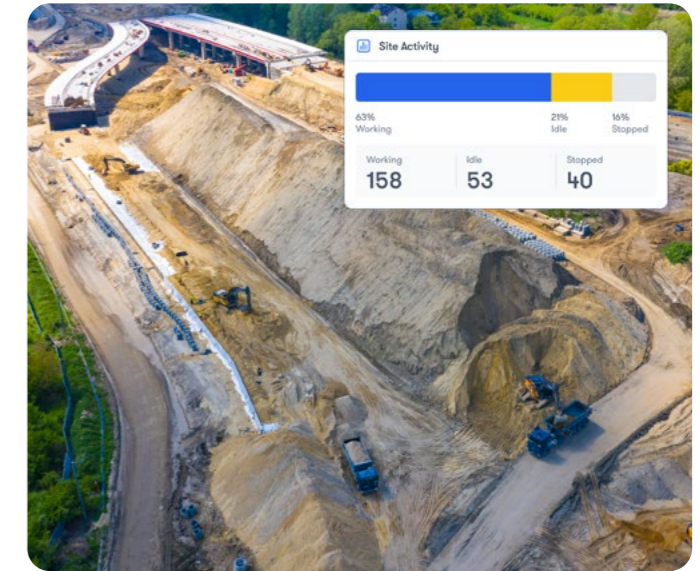 Site Activity
63% 21% 16%
Working Idle Stopped
Working Idle Stopped
158 53 40